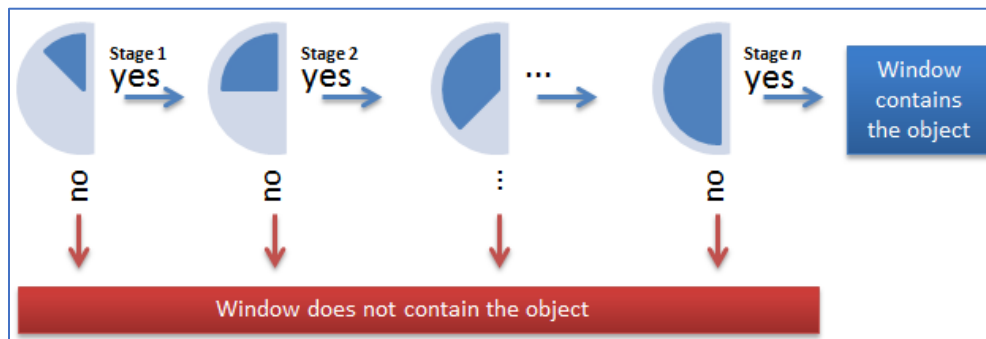 Stage 1
yes
Stage 2
yes
...
Stage n
yes
Window
contains
the object
no
no
...
no
Window does not contain the object